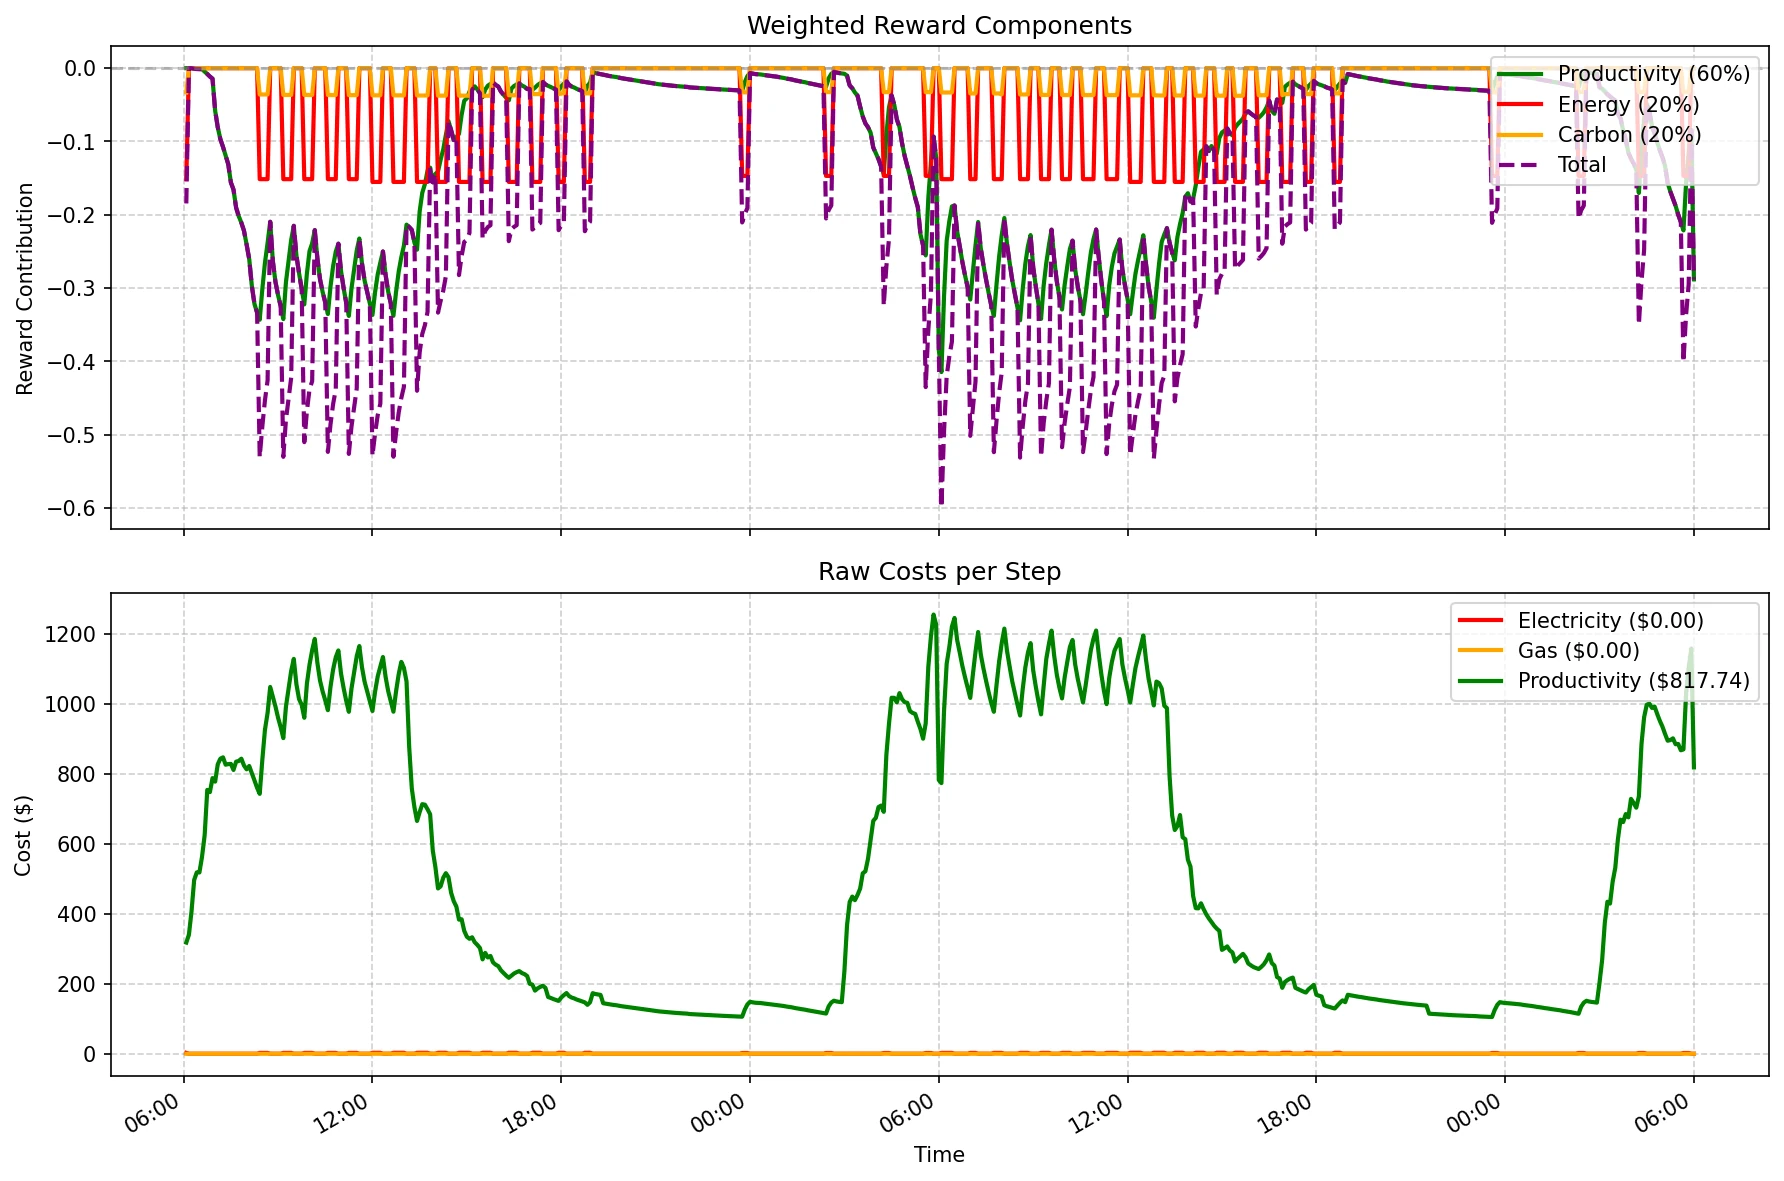 Weighted Reward Components
Reward Contribution
0.0
−0.1
−0.2
−0.3
−0.4
−0.5
−0.6
Productivity (60%)
Energy (20%)
Carbon (20%)
Total
Raw Costs per Step
Cost ($)
1200
1000
800
600
400
200
0
Electricity ($0.00)
Gas ($0.00)
Productivity ($817.74)
06:00
12:00
18:00
00:00
06:00
12:00
18:00
00:00
06:00
Time